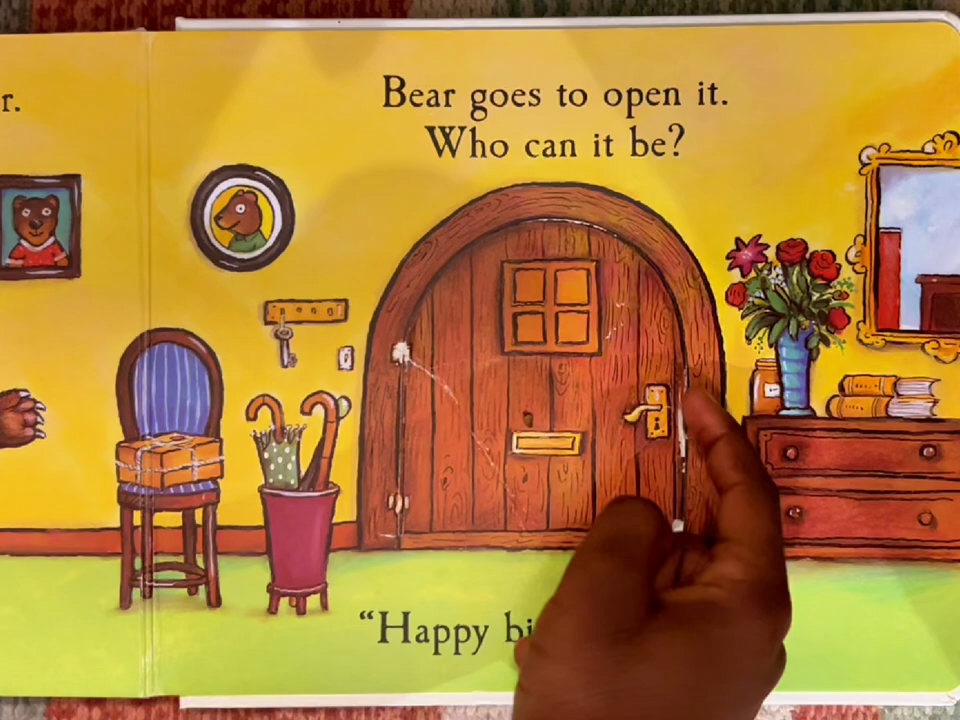 r.
Bear goes to open it.
Who can it be?
“Happy